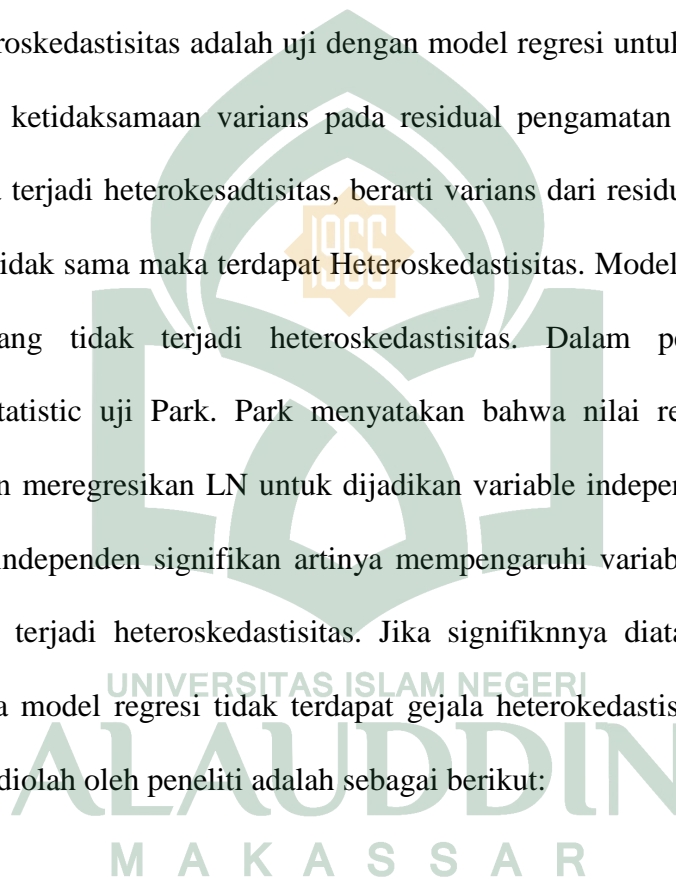 roskedastisitas adalah uji dengan model regresi untuk
ketidaksamaan varians pada residual pengamatan
terjadi heterokesadtisitas, berarti varians dari residu
tidak sama maka terdapat Heteroskedastisitas. Model
ang tidak terjadi heteroskedastisitas. Dalam pe
tatistic uji Park. Park menyatakan bahwa nilai re
n meregresikan LN untuk dijadikan variable indepen
independen signifikan artinya mempengaruhi variab
terjadi heteroskedastisitas. Jika signifiknnya diata
a model regresi tidak terdapat gejala heterokedastis
diolah oleh peneliti adalah sebagai berikut:
1965
UNIVERSITAS ISLAM NEGERI
ALAUDDIN
MAKASSAR